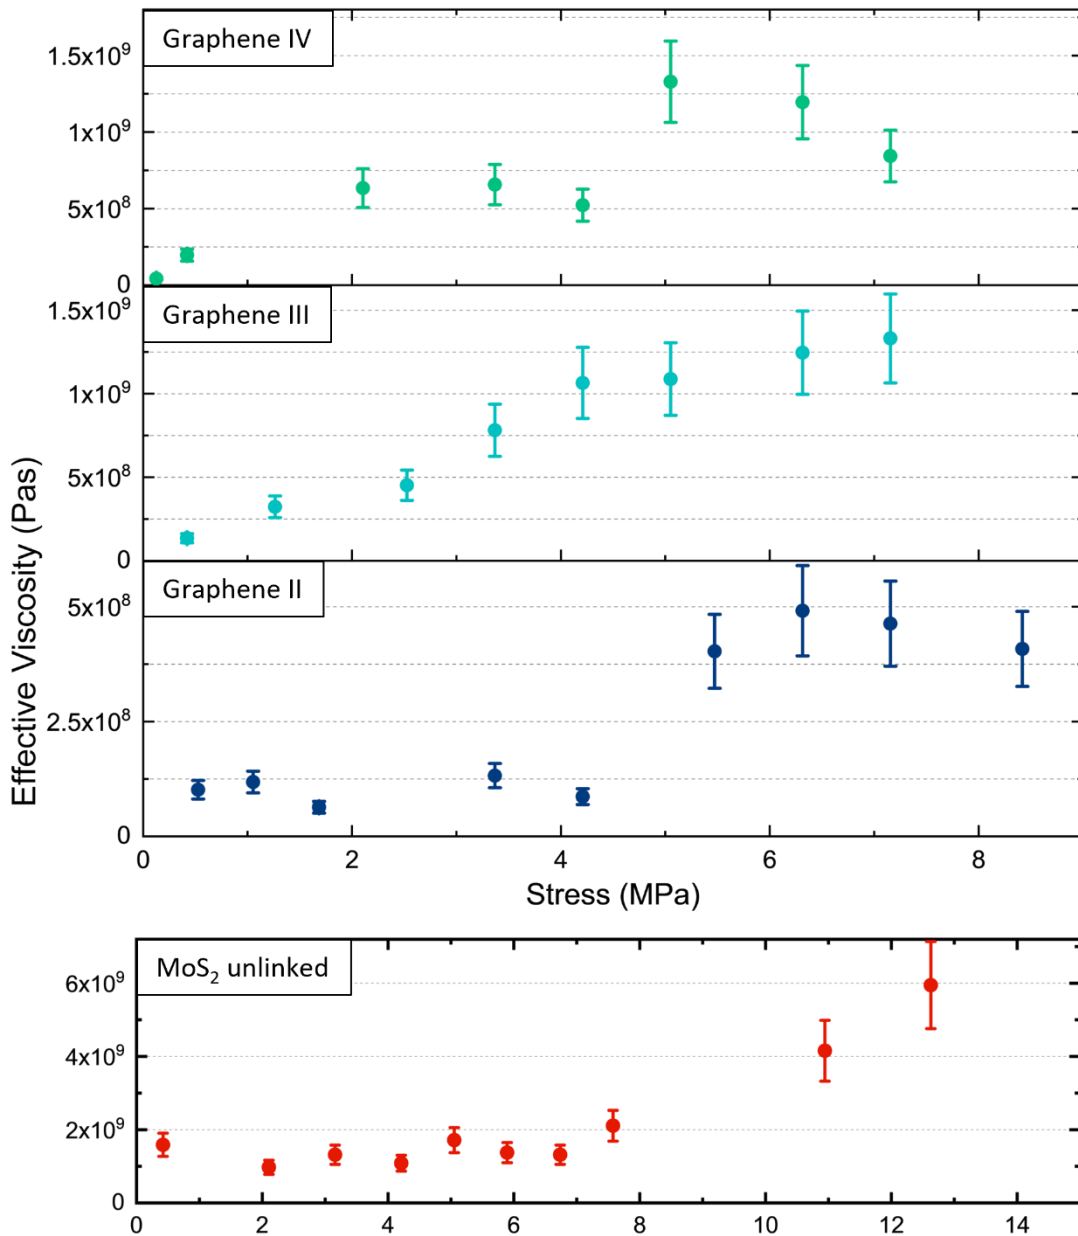 Graphene IV
1.5x10⁹
1x10⁹
5x10⁸
0
Graphene III
1.5x10⁹
1x10⁹
5x10⁸
0
Graphene II
5x10⁸
2.5x10⁸
0
0 2 4 6 8
Stress (MPa)
Effective Viscosity (Pas)
MoS₂ unlinked
6x10⁹
4x10⁹
2x10⁹
0
0 2 4 6 8 10 12 14